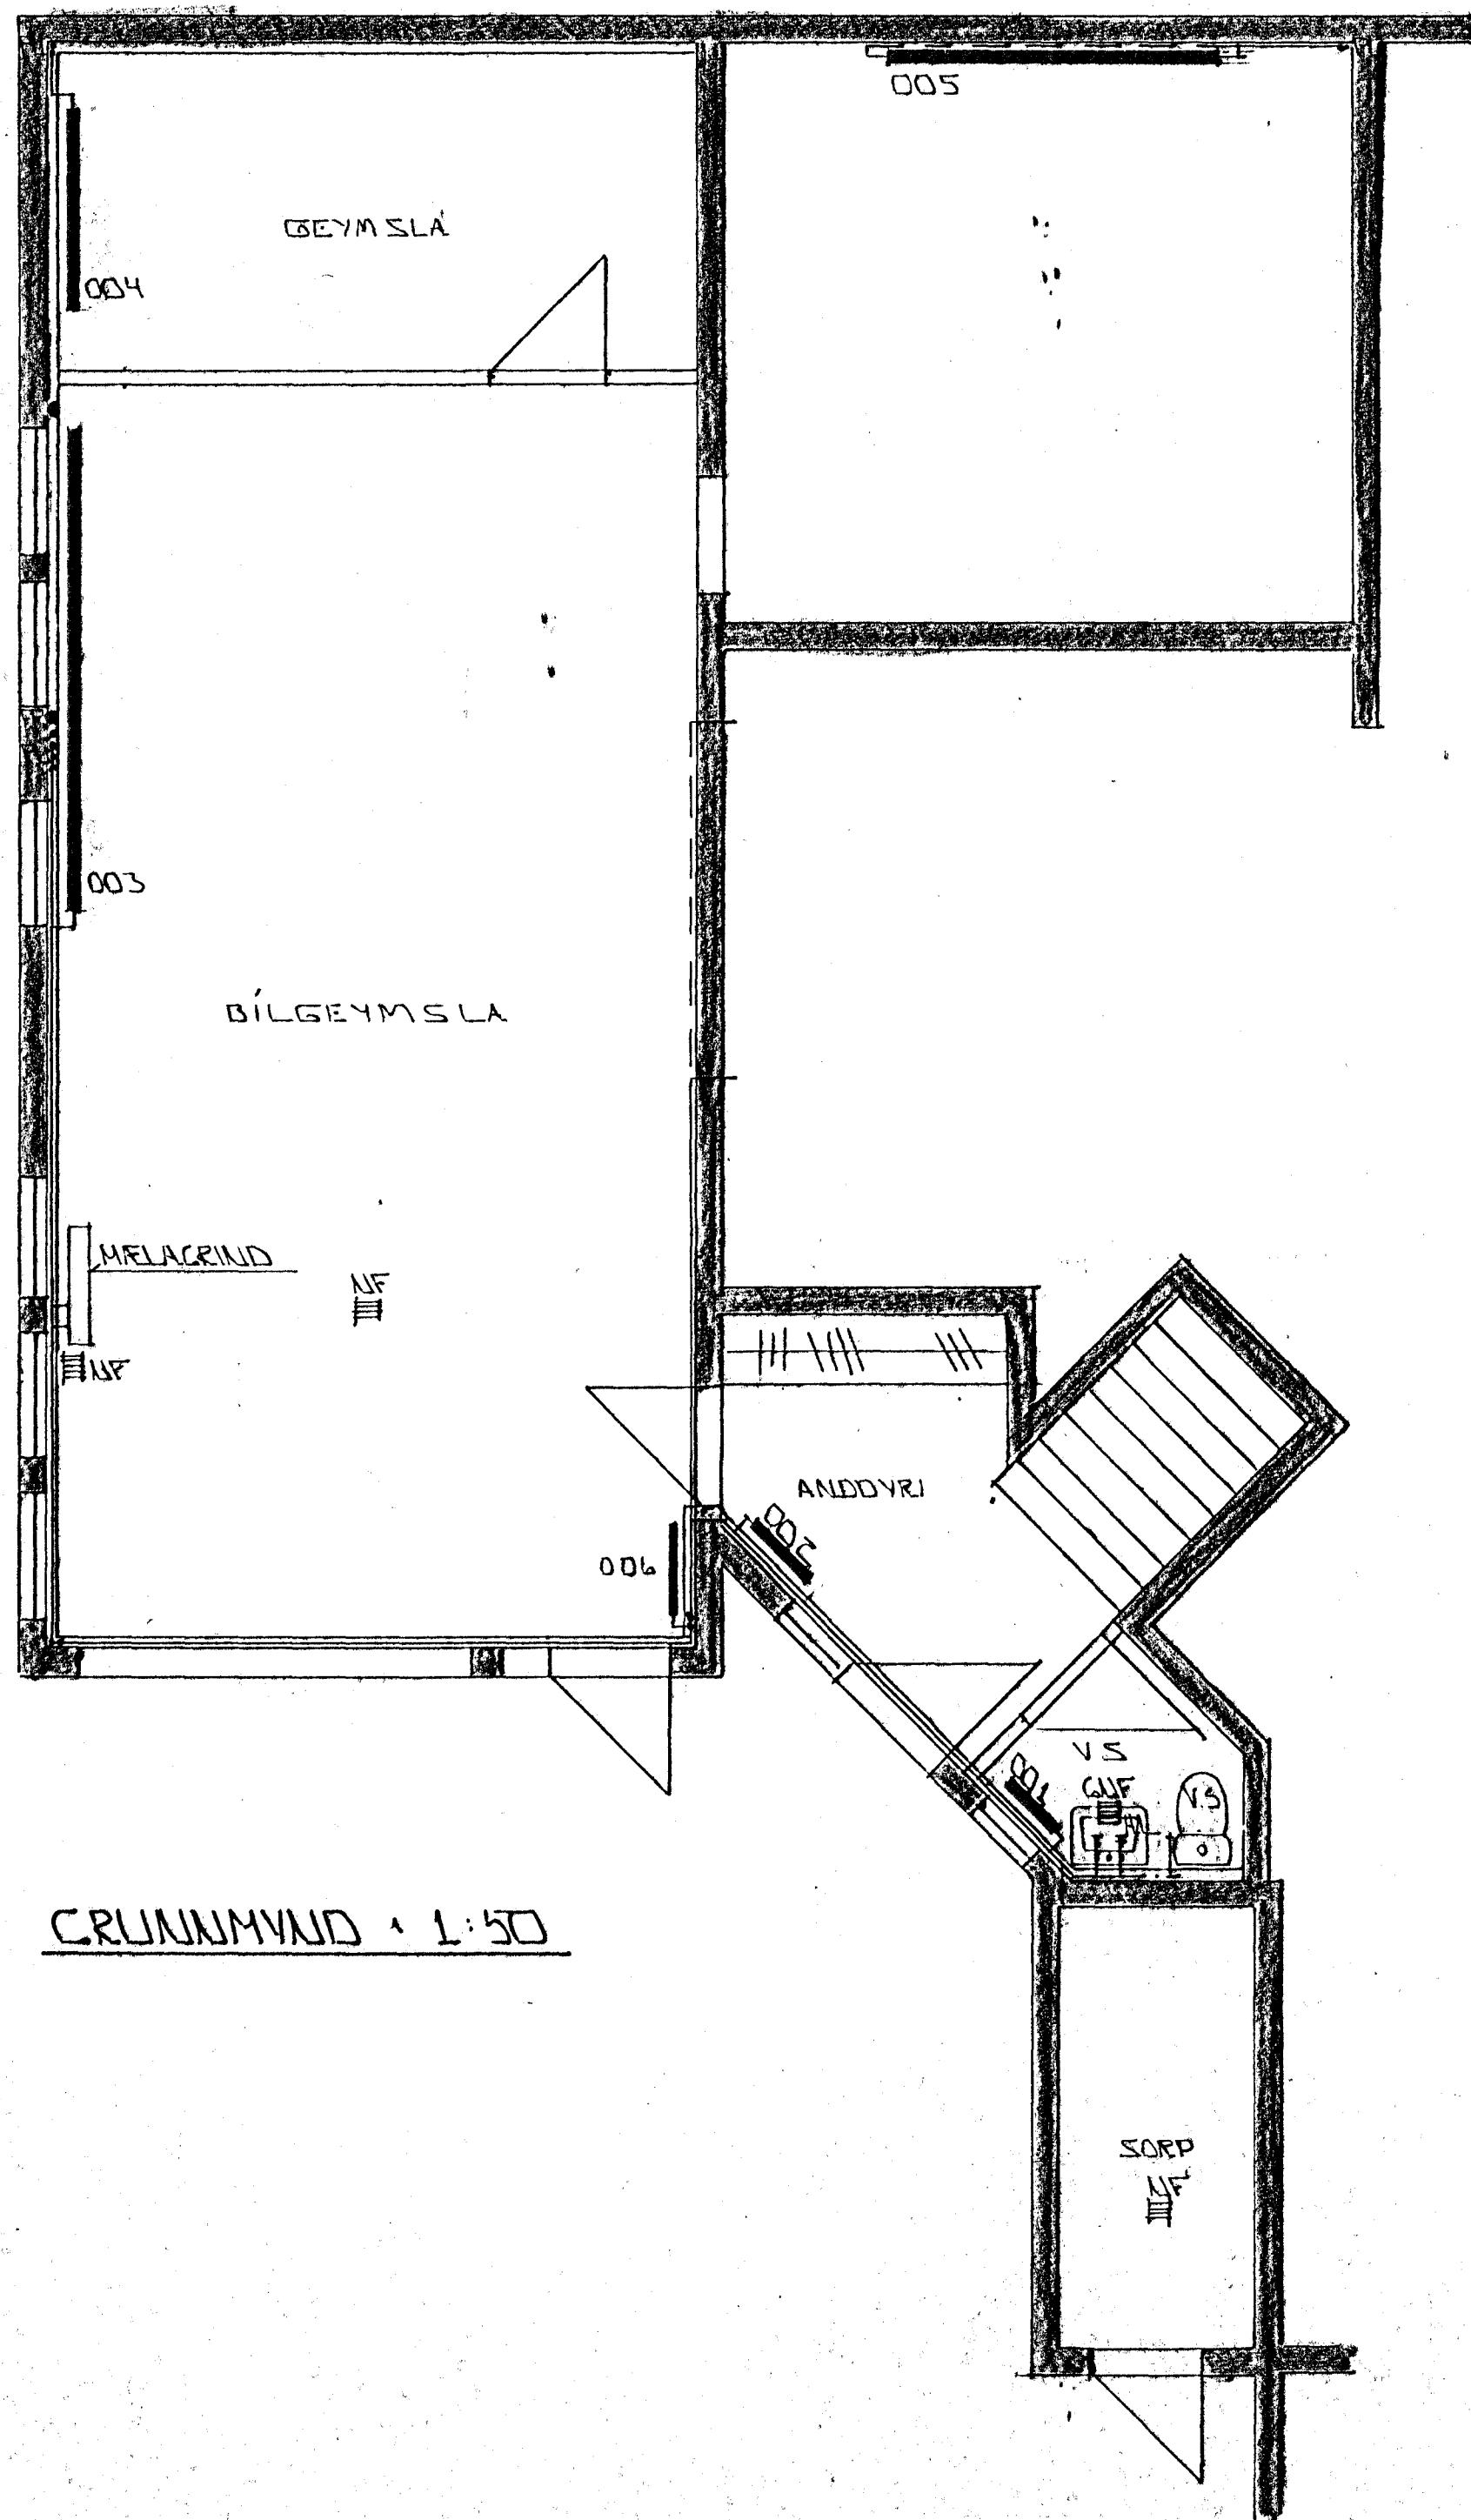 005
GEYMSLA
004
003
BÍLGEYMSLA
MÆLAGRIND
NF
NF
ANDDYRI
002
006
VS
001
GNF
V.S
GRUNNMYND · 1:50
SORP
NF